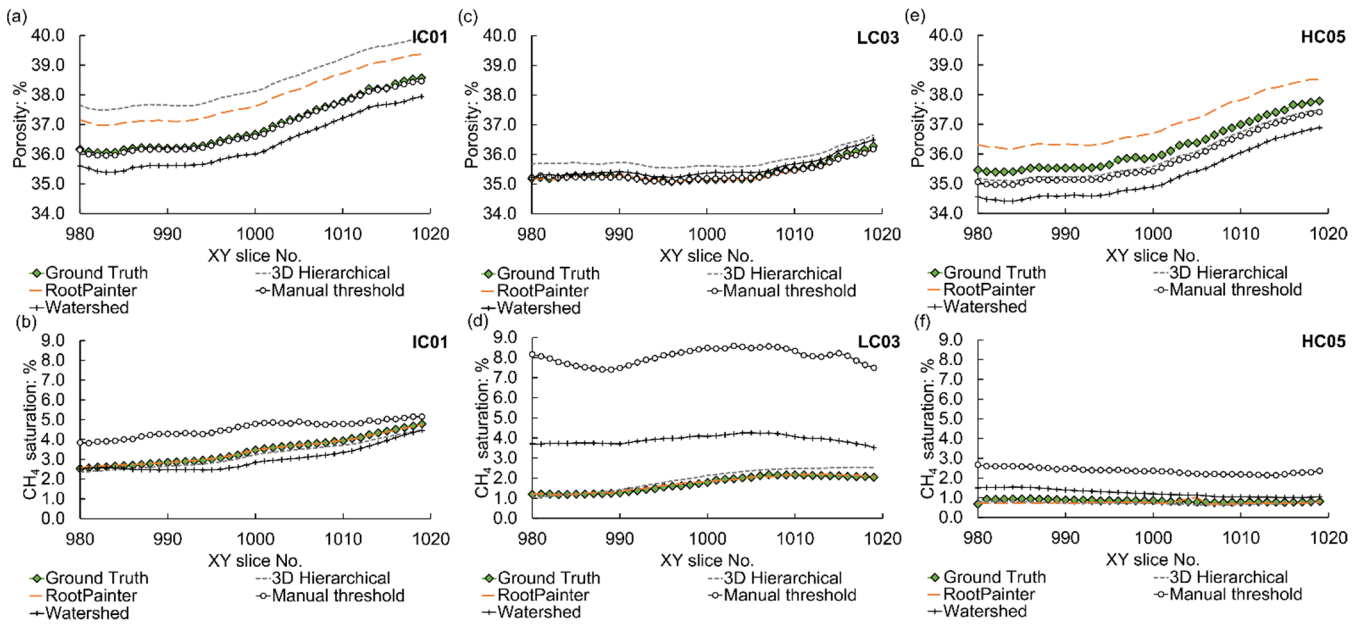 (a)
IC01
40.0
39.0
38.0
37.0
36.0
35.0
34.0
Porosity: %
980 990 1000 1010 1020
XY slice No.
Ground Truth 3D Hierarchical
RootPainter Manual threshold
Watershed
(c)
LC03
40.0
39.0
38.0
37.0
36.0
35.0
34.0
Porosity: %
980 990 1000 1010 1020
XY slice No.
Ground Truth 3D Hierarchical
RootPainter Manual threshold
Watershed
(e)
HC05
40.0
39.0
38.0
37.0
36.0
35.0
34.0
Porosity: %
980 990 1000 1010 1020
XY slice No.
Ground Truth 3D Hierarchical
RootPainter Manual threshold
Watershed
(b)
IC01
9.0
8.0
7.0
6.0
5.0
4.0
3.0
2.0
1.0
0.0
CH₄ saturation: %
980 990 1000 1010 1020
XY slice No.
Ground Truth 3D Hierarchical
RootPainter Manual threshold
Watershed
(d)
LC03
9.0
8.0
7.0
6.0
5.0
4.0
3.0
2.0
1.0
0.0
CH₄ saturation: %
980 990 1000 1010 1020
XY slice No.
Ground Truth 3D Hierarchical
RootPainter Manual threshold
Watershed
(f)
HC05
9.0
8.0
7.0
6.0
5.0
4.0
3.0
2.0
1.0
0.0
CH₄ saturation: %
980 990 1000 1010 1020
XY slice No.
Ground Truth 3D Hierarchical
RootPainter Manual threshold
Watershed